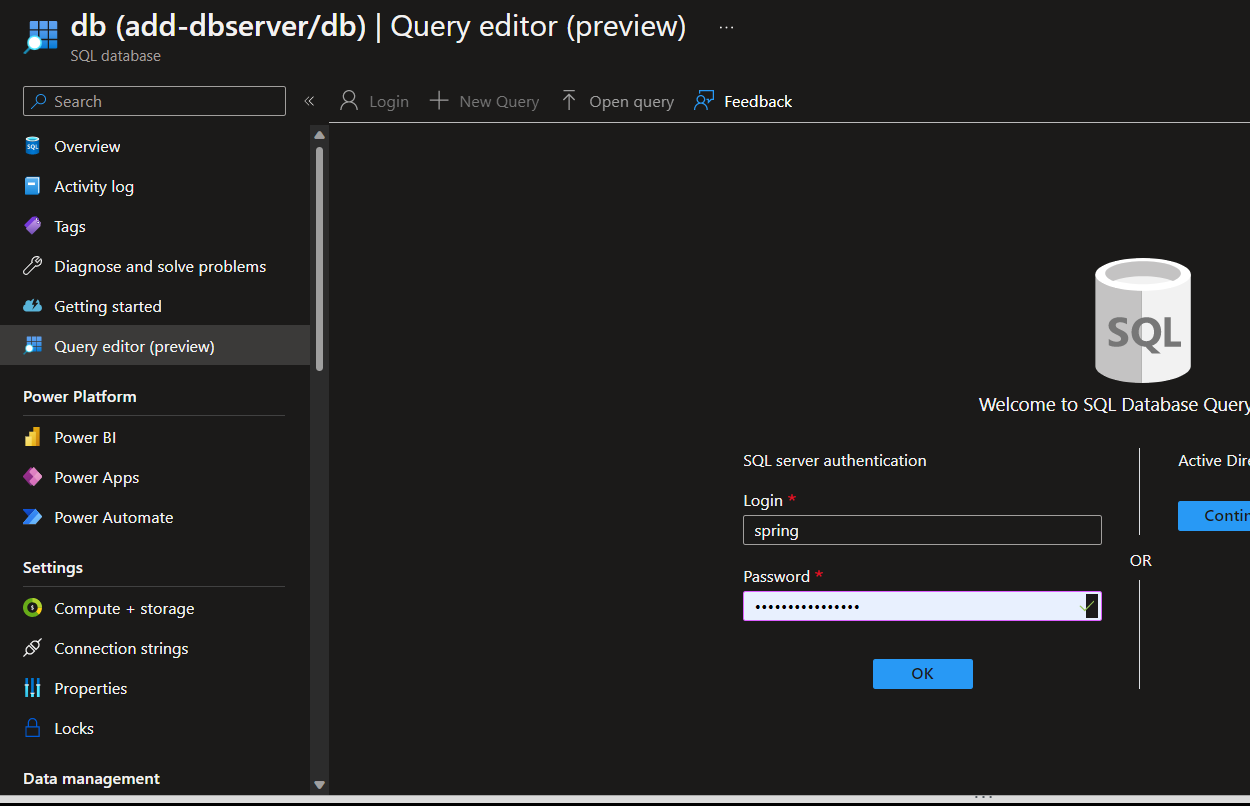 db (add-dbserver/db) | Query editor (preview) ...
SQL database
Search
«
Login
New Query
Open query
Feedback
Overview
Activity log
Tags
Diagnose and solve problems
Getting started
Query editor (preview)
Power Platform
Power BI
Power Apps
Power Automate
Settings
Compute + storage
Connection strings
Properties
Locks
Data management
SQL
Welcome to SQL Database Query
SQL server authentication
Login *
spring
Password *
••••••••••••••••
OK
OR
Active Dire
Contin